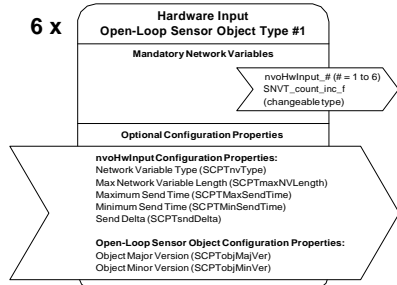 6 x
Hardware Input
Open-Loop Sensor Object Type #1
Mandatory Network Variables
nvoHwInput_# (# = 1 to 6)
SNVT_count_inc_f
(changeable type)
Optional Configuration Properties
nvoHwInput Configuration Properties:
Network Variable Type (SCPTnvType)
Max Network Variable Length (SCPTmaxNVLength)
Maximum Send Time (SCPTMaxSendTime)
Minimum Send Time (SCPTMinSendTime)
Send Delta (SCPTsndDelta)
Open-Loop Sensor Object Configuration Properties:
Object Major Version (SCPTobjMajVer)
Object Minor Version (SCPTobjMinVer)